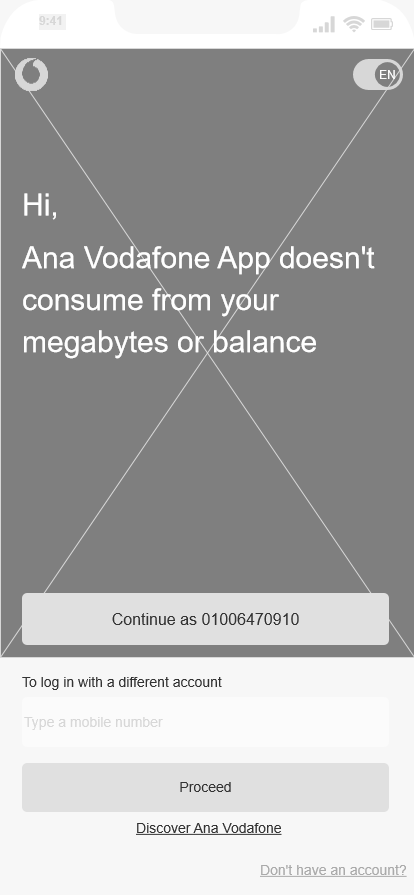 9:41
EN
Hi,
Ana Vodafone App doesn't
consume from your
megabytes or balance
Continue as 01006470910
To log in with a different account
Type a mobile number
Proceed
Discover Ana Vodafone
Don't have an account?